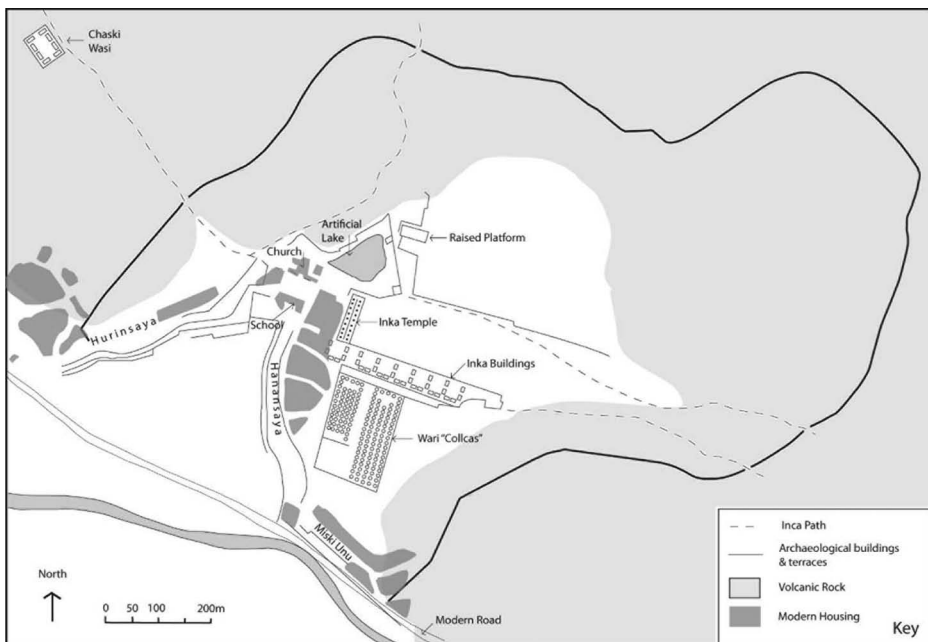 Chaski
Wasi
Artificial
Lake
Raised Platform
Church
Hurinsaya
School
Inka Temple
Hanansaya
Inka Buildings
Wari "Collcas"
Miski Unu
North
0 50 100 200m
Modern Road
Inca Path
Archaeological buildings
& terraces
Volcanic Rock
Modern Housing
Key